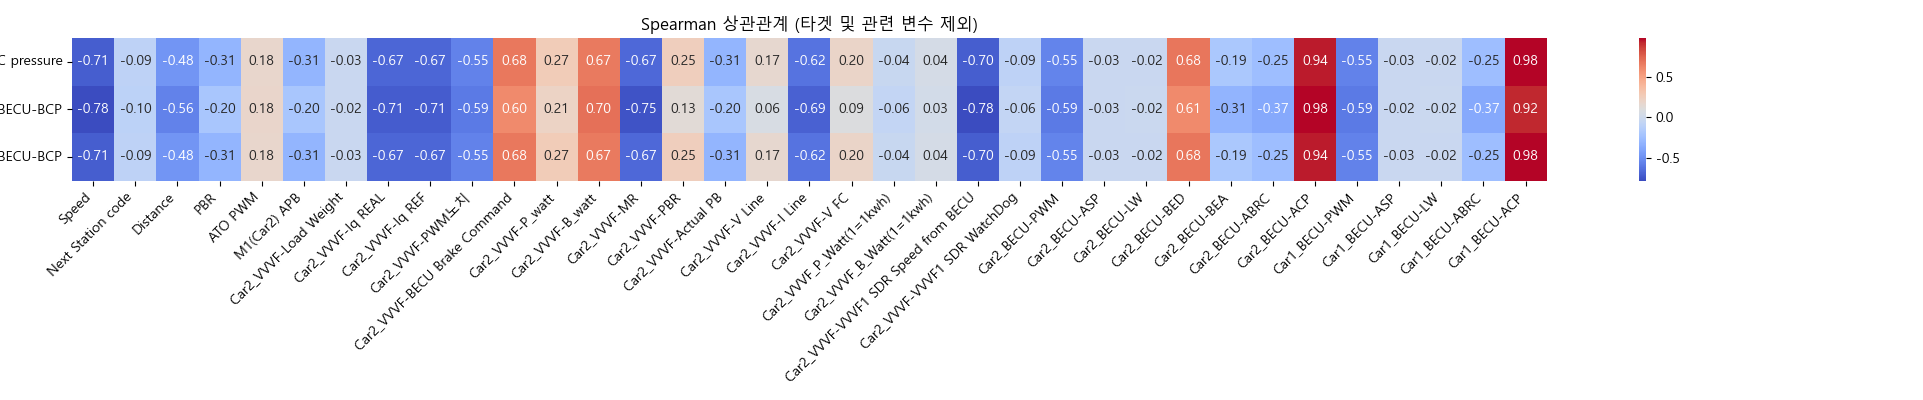 Spearman 상관관계 (타겟 및 관련 변수 제외)
C pressure -0.71 -0.09 -0.48 -0.31 0.18 -0.31 -0.03 -0.67 -0.67 -0.55 0.68 0.27 0.67 -0.67 0.25 -0.31 0.17 -0.62 0.20 -0.04 0.04 -0.70 -0.09 -0.55 -0.03 -0.02 0.68 -0.19 -0.25 0.94 -0.55 -0.03 -0.02 -0.25 0.98
BECU-BCP -0.78 -0.10 -0.56 -0.20 0.18 -0.20 -0.02 -0.71 -0.71 -0.59 0.60 0.21 0.70 -0.75 0.13 -0.20 0.06 -0.69 0.09 -0.06 0.03 -0.78 -0.06 -0.59 -0.03 -0.02 0.61 -0.31 -0.37 0.98 -0.59 -0.02 -0.02 -0.37 0.92
BECU-BCP -0.71 -0.09 -0.48 -0.31 0.18 -0.31 -0.03 -0.67 -0.67 -0.55 0.68 0.27 0.67 -0.67 0.25 -0.31 0.17 -0.62 0.20 -0.04 0.04 -0.70 -0.09 -0.55 -0.03 -0.02 0.68 -0.19 -0.25 0.94 -0.55 -0.03 -0.02 -0.25 0.98
Speed
Next Station code
Distance
PBR
ATO PWM
M1(Car2) APB
Car2_VVVF-Load Weight
Car2_VVVF-Iq REAL
Car2_VVVF-Iq REF
Car2_VVVF-PWM노치
Car2_VVVF-BECU Brake Command
Car2_VVVF-P_watt
Car2_VVVF-B_watt
Car2_VVVF-MR
Car2_VVVF-PBR
Car2_VVVF-Actual PB
Car2_VVVF-V Line
Car2_VVVF-I Line
Car2_VVVF-V FC
Car2_VVVF_P_Watt(1=1kwh)
Car2_VVVF_B_Watt(1=1kwh)
Car2_VVVF-VVVF1 SDR Speed from BECU
Car2_VVVF-VVVF1 SDR WatchDog
Car2_BECU-PWM
Car2_BECU-ASP
Car2_BECU-LW
Car2_BECU-BED
Car2_BECU-BEA
Car2_BECU-ABRC
Car2_BECU-ACP
Car1_BECU-PWM
Car1_BECU-ASP
Car1_BECU-LW
Car1_BECU-ABRC
Car1_BECU-ACP
0.5
0.0
-0.5